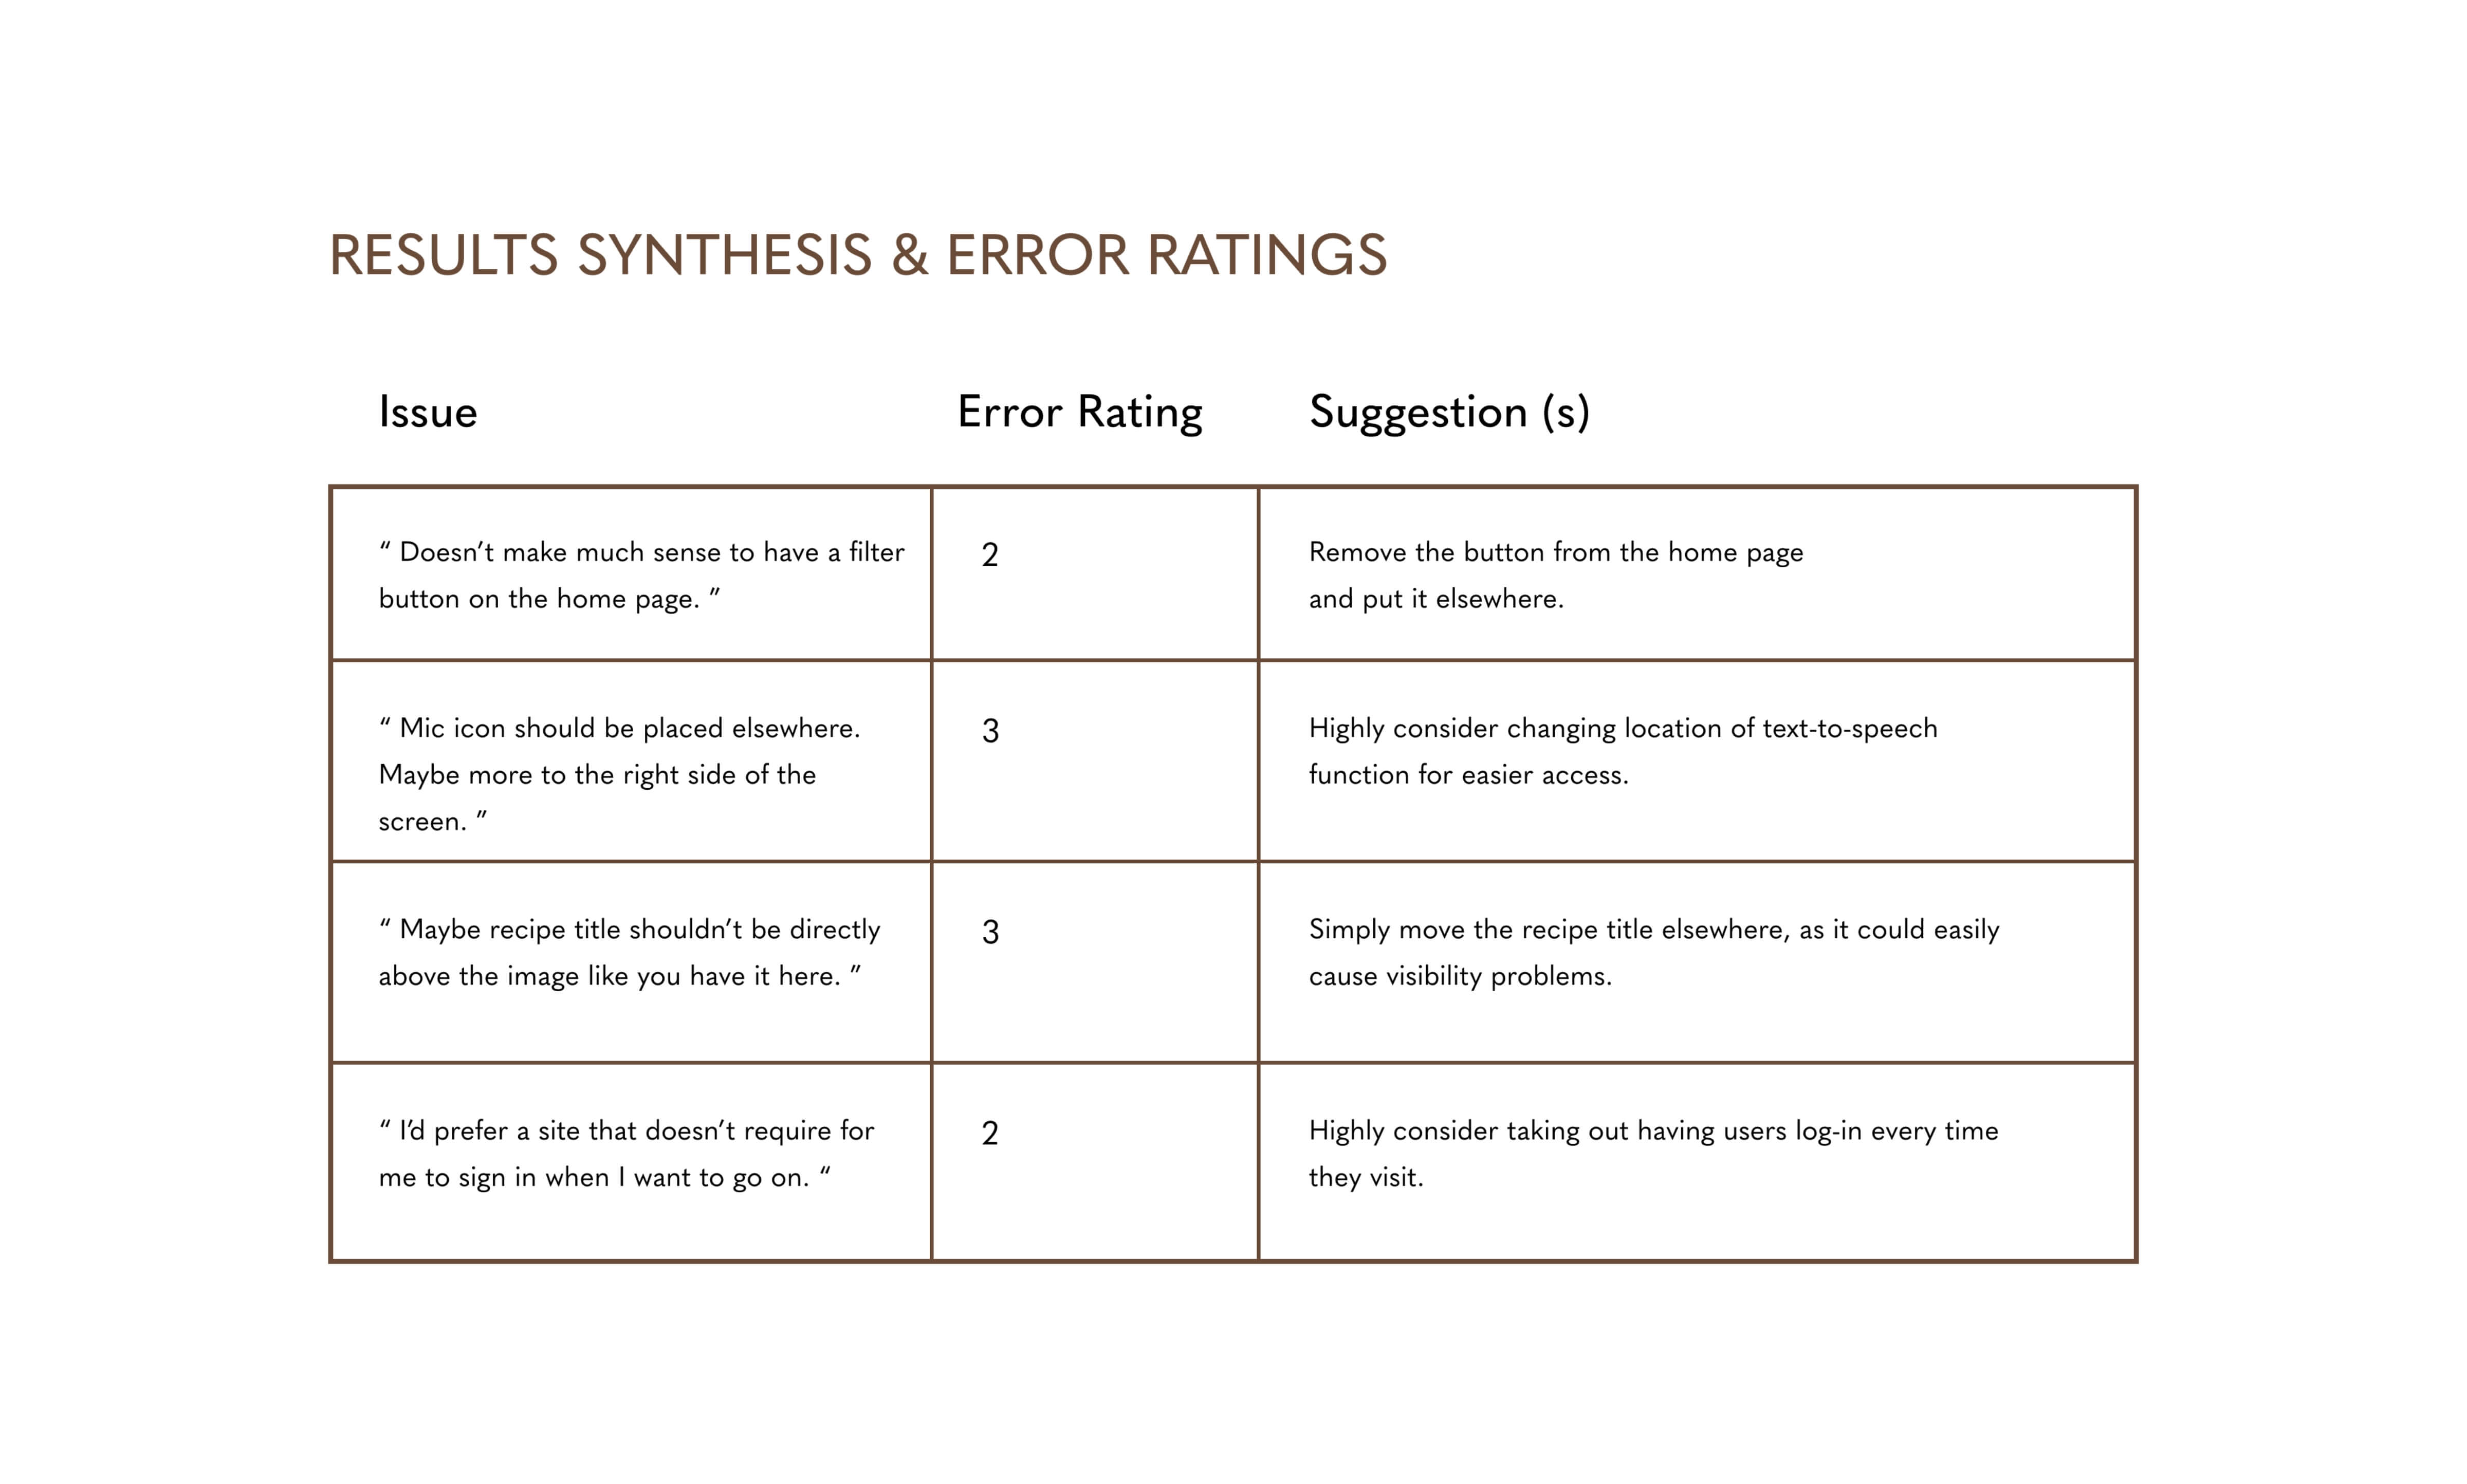 RESULTS SYNTHESIS & ERROR RATINGS
Issue Error Rating Suggestion (s)
“ Doesn’t make much sense to have a filter
button on the home page. ”
2
Remove the button from the home page
and put it elsewhere.
“ Mic icon should be placed elsewhere.
Maybe more to the right side of the
screen. ”
3
Highly consider changing location of text-to-speech
function for easier access.
“ Maybe recipe title shouldn’t be directly
above the image like you have it here. ”
3
Simply move the recipe title elsewhere, as it could easily
cause visibility problems.
“ I’d prefer a site that doesn’t require for
me to sign in when I want to go on. “
2
Highly consider taking out having users log-in every time
they visit.